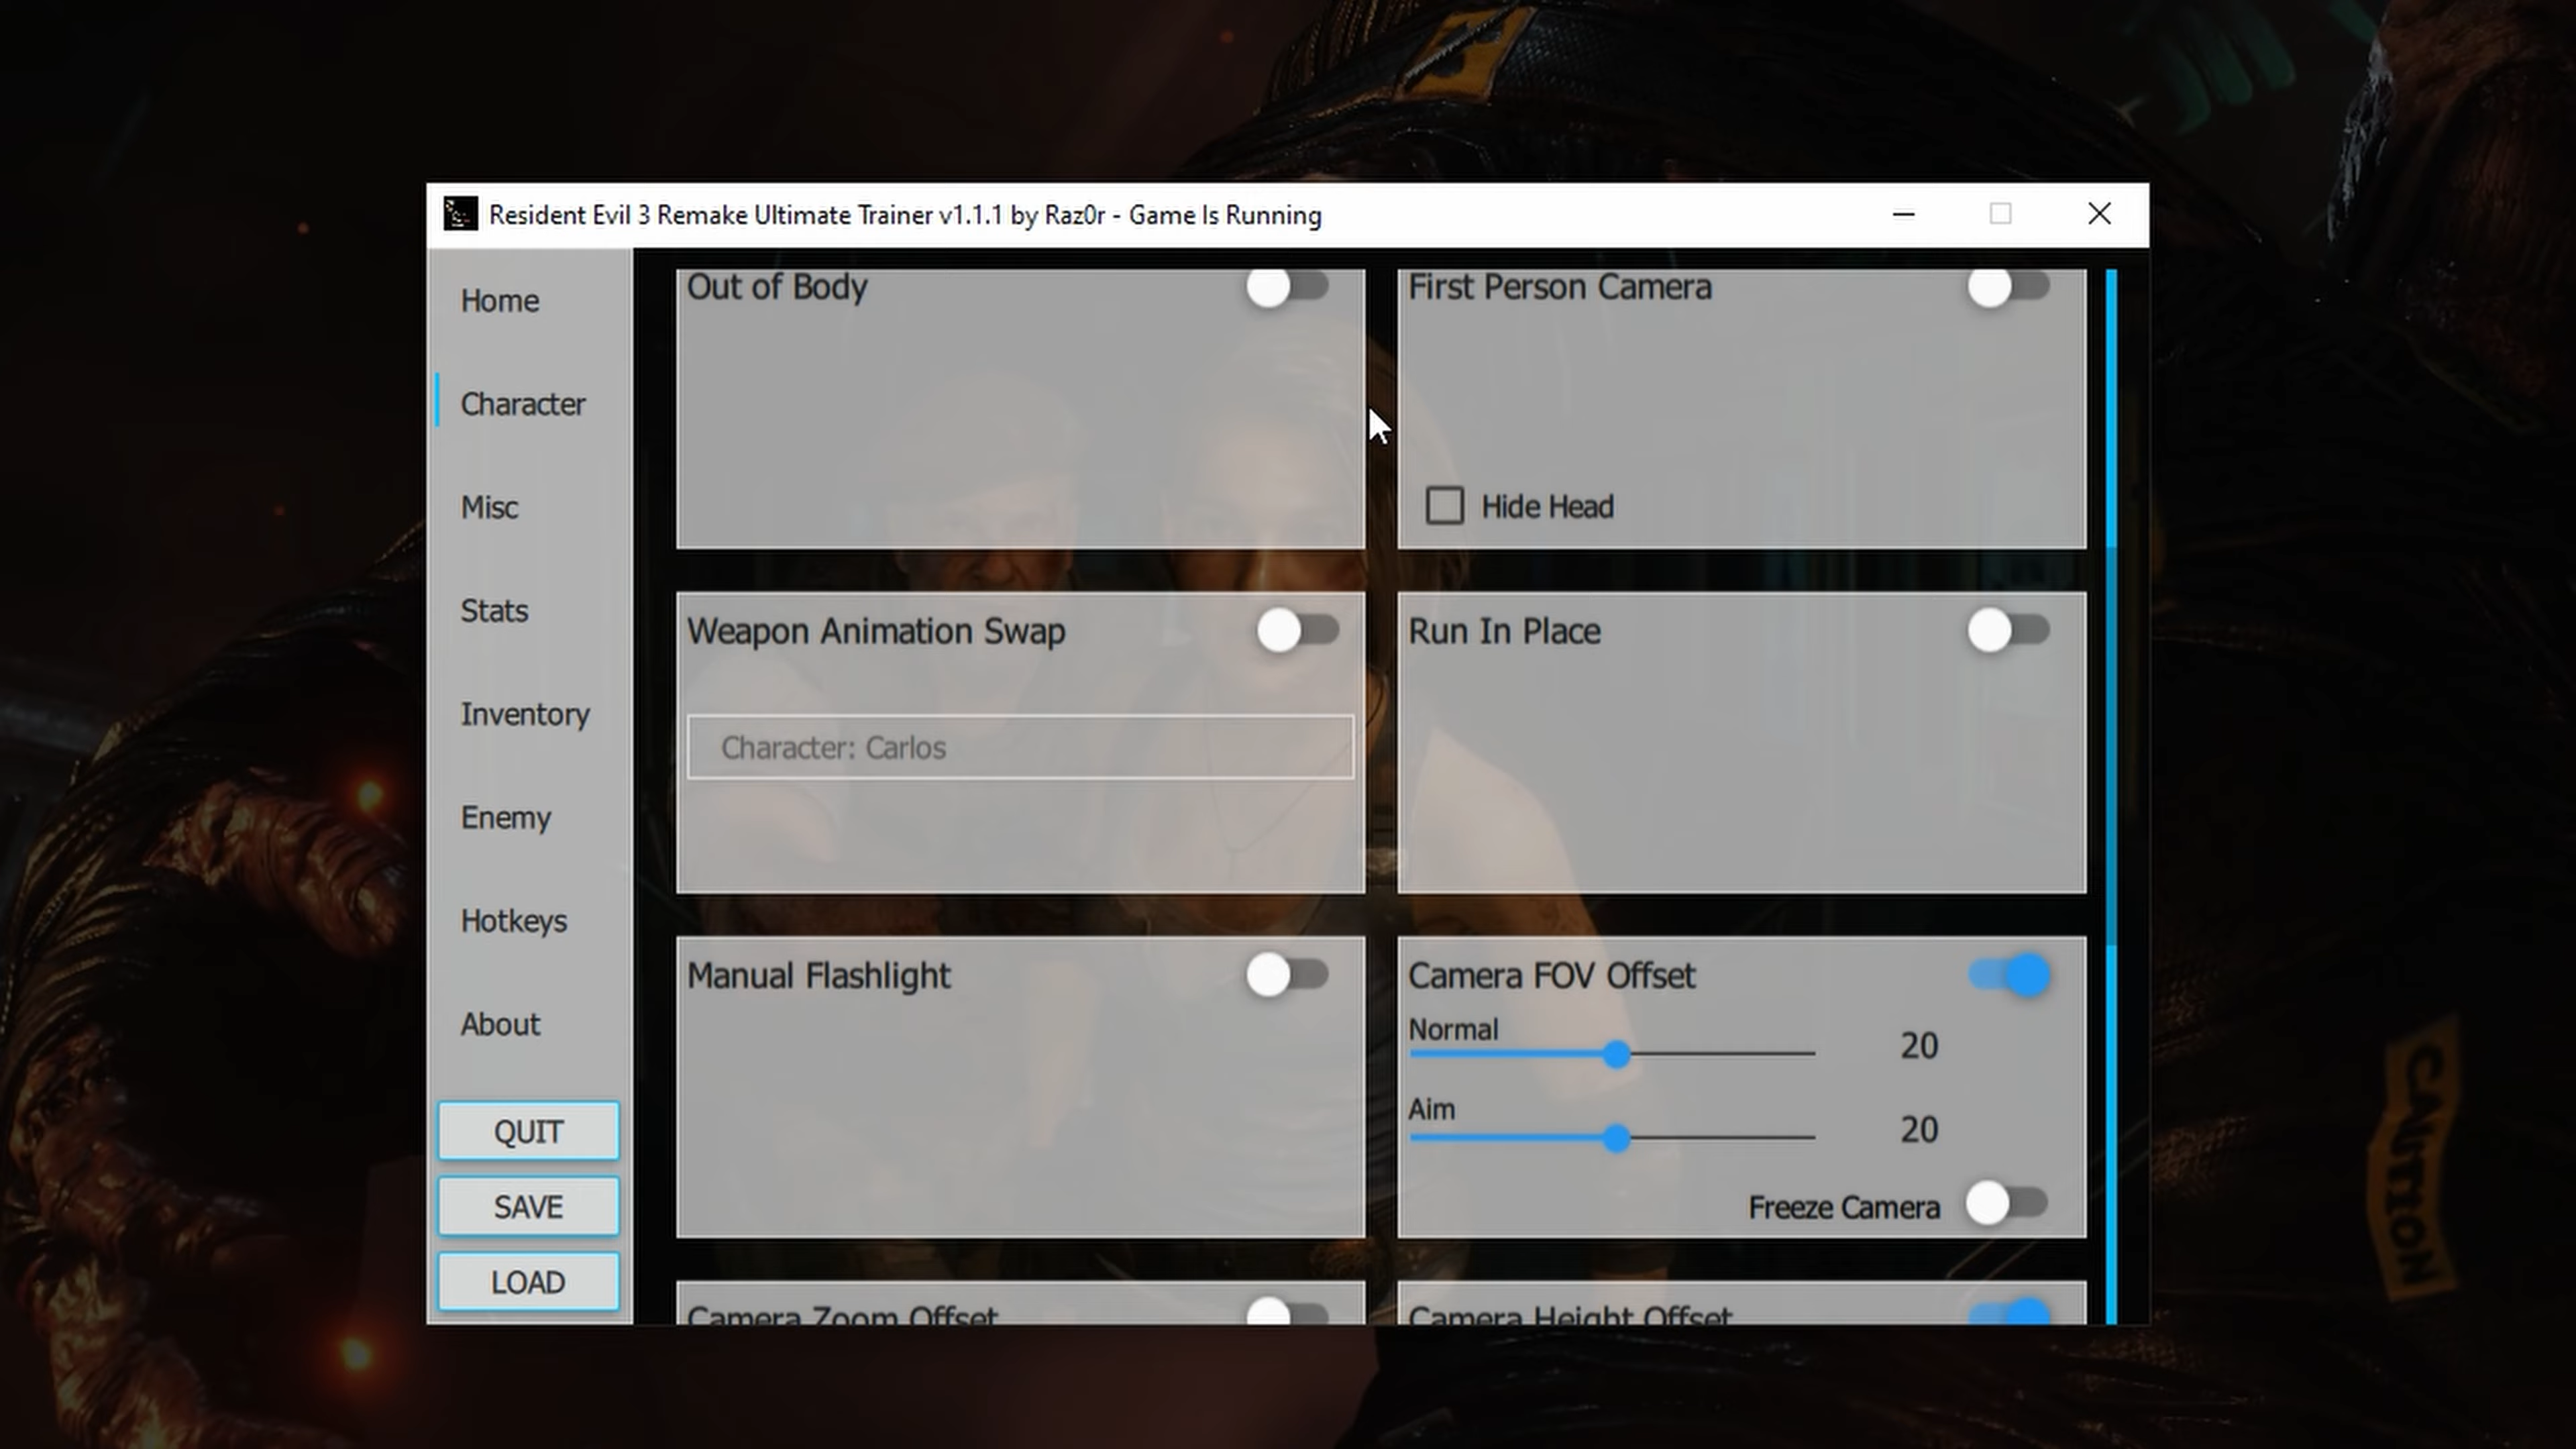 Resident Evil 3 Remake Ultimate Trainer v1.1.1 by Raz0r - Game Is Running
Home
Character
Misc
Stats
Inventory
Enemy
Hotkeys
About
QUIT
SAVE
LOAD
Out of Body
First Person Camera
Hide Head
Weapon Animation Swap
Character: Carlos
Run In Place
Manual Flashlight
Camera FOV Offset
Normal
20
Aim
20
Freeze Camera
Camera Zoom Offset
Camera Height Offset
CAUTION